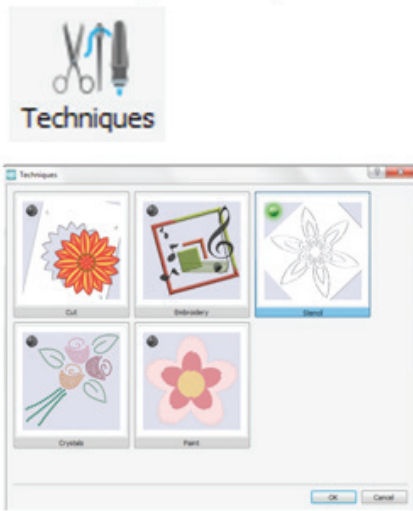 Techniques
Techniques
Cut
Embroidery
Stencil
Crystals
Paint
OK
Cancel